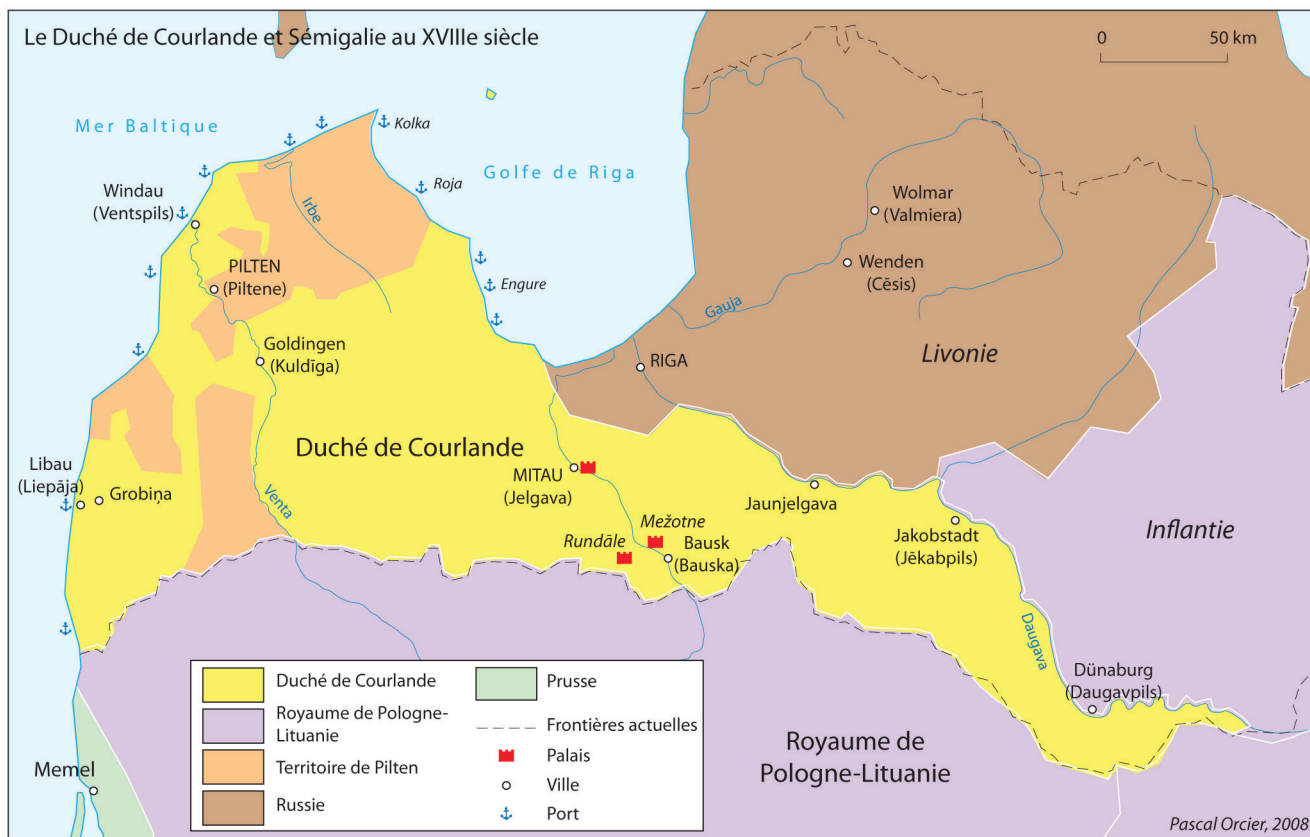 Le Duché de Courlande et Sémigalie au XVIIIe siècle
0 50 km
Mer Baltique
Kolka
Golfe de Riga
Roja
Windau
(Ventspils)
Irbe
Wolmar
(Valmiera)
PILTEN
(Piltene)
Engure
Wenden
(Cēsis)
Gauja
Goldingen
(Kuldīga)
RIGA
Livonie
Duché de Courlande
Libau
(Liepāja)
Grobiņa
MITAU
(Jelgava)
Venta
Jaunjelgava
Mežotne
Rundāle
Bausk
(Bauska)
Jakobstadt
(Jēkabpils)
Inflantie
Daugava
Dünaburg
(Daugavpils)
Royaume de
Pologne-Lituanie
Memel
Duché de Courlande
Royaume de Pologne-
Lituanie
Territoire de Pilten
Russie
Prusse
Frontières actuelles
Palais
Ville
Port
Pascal Orcier, 2008